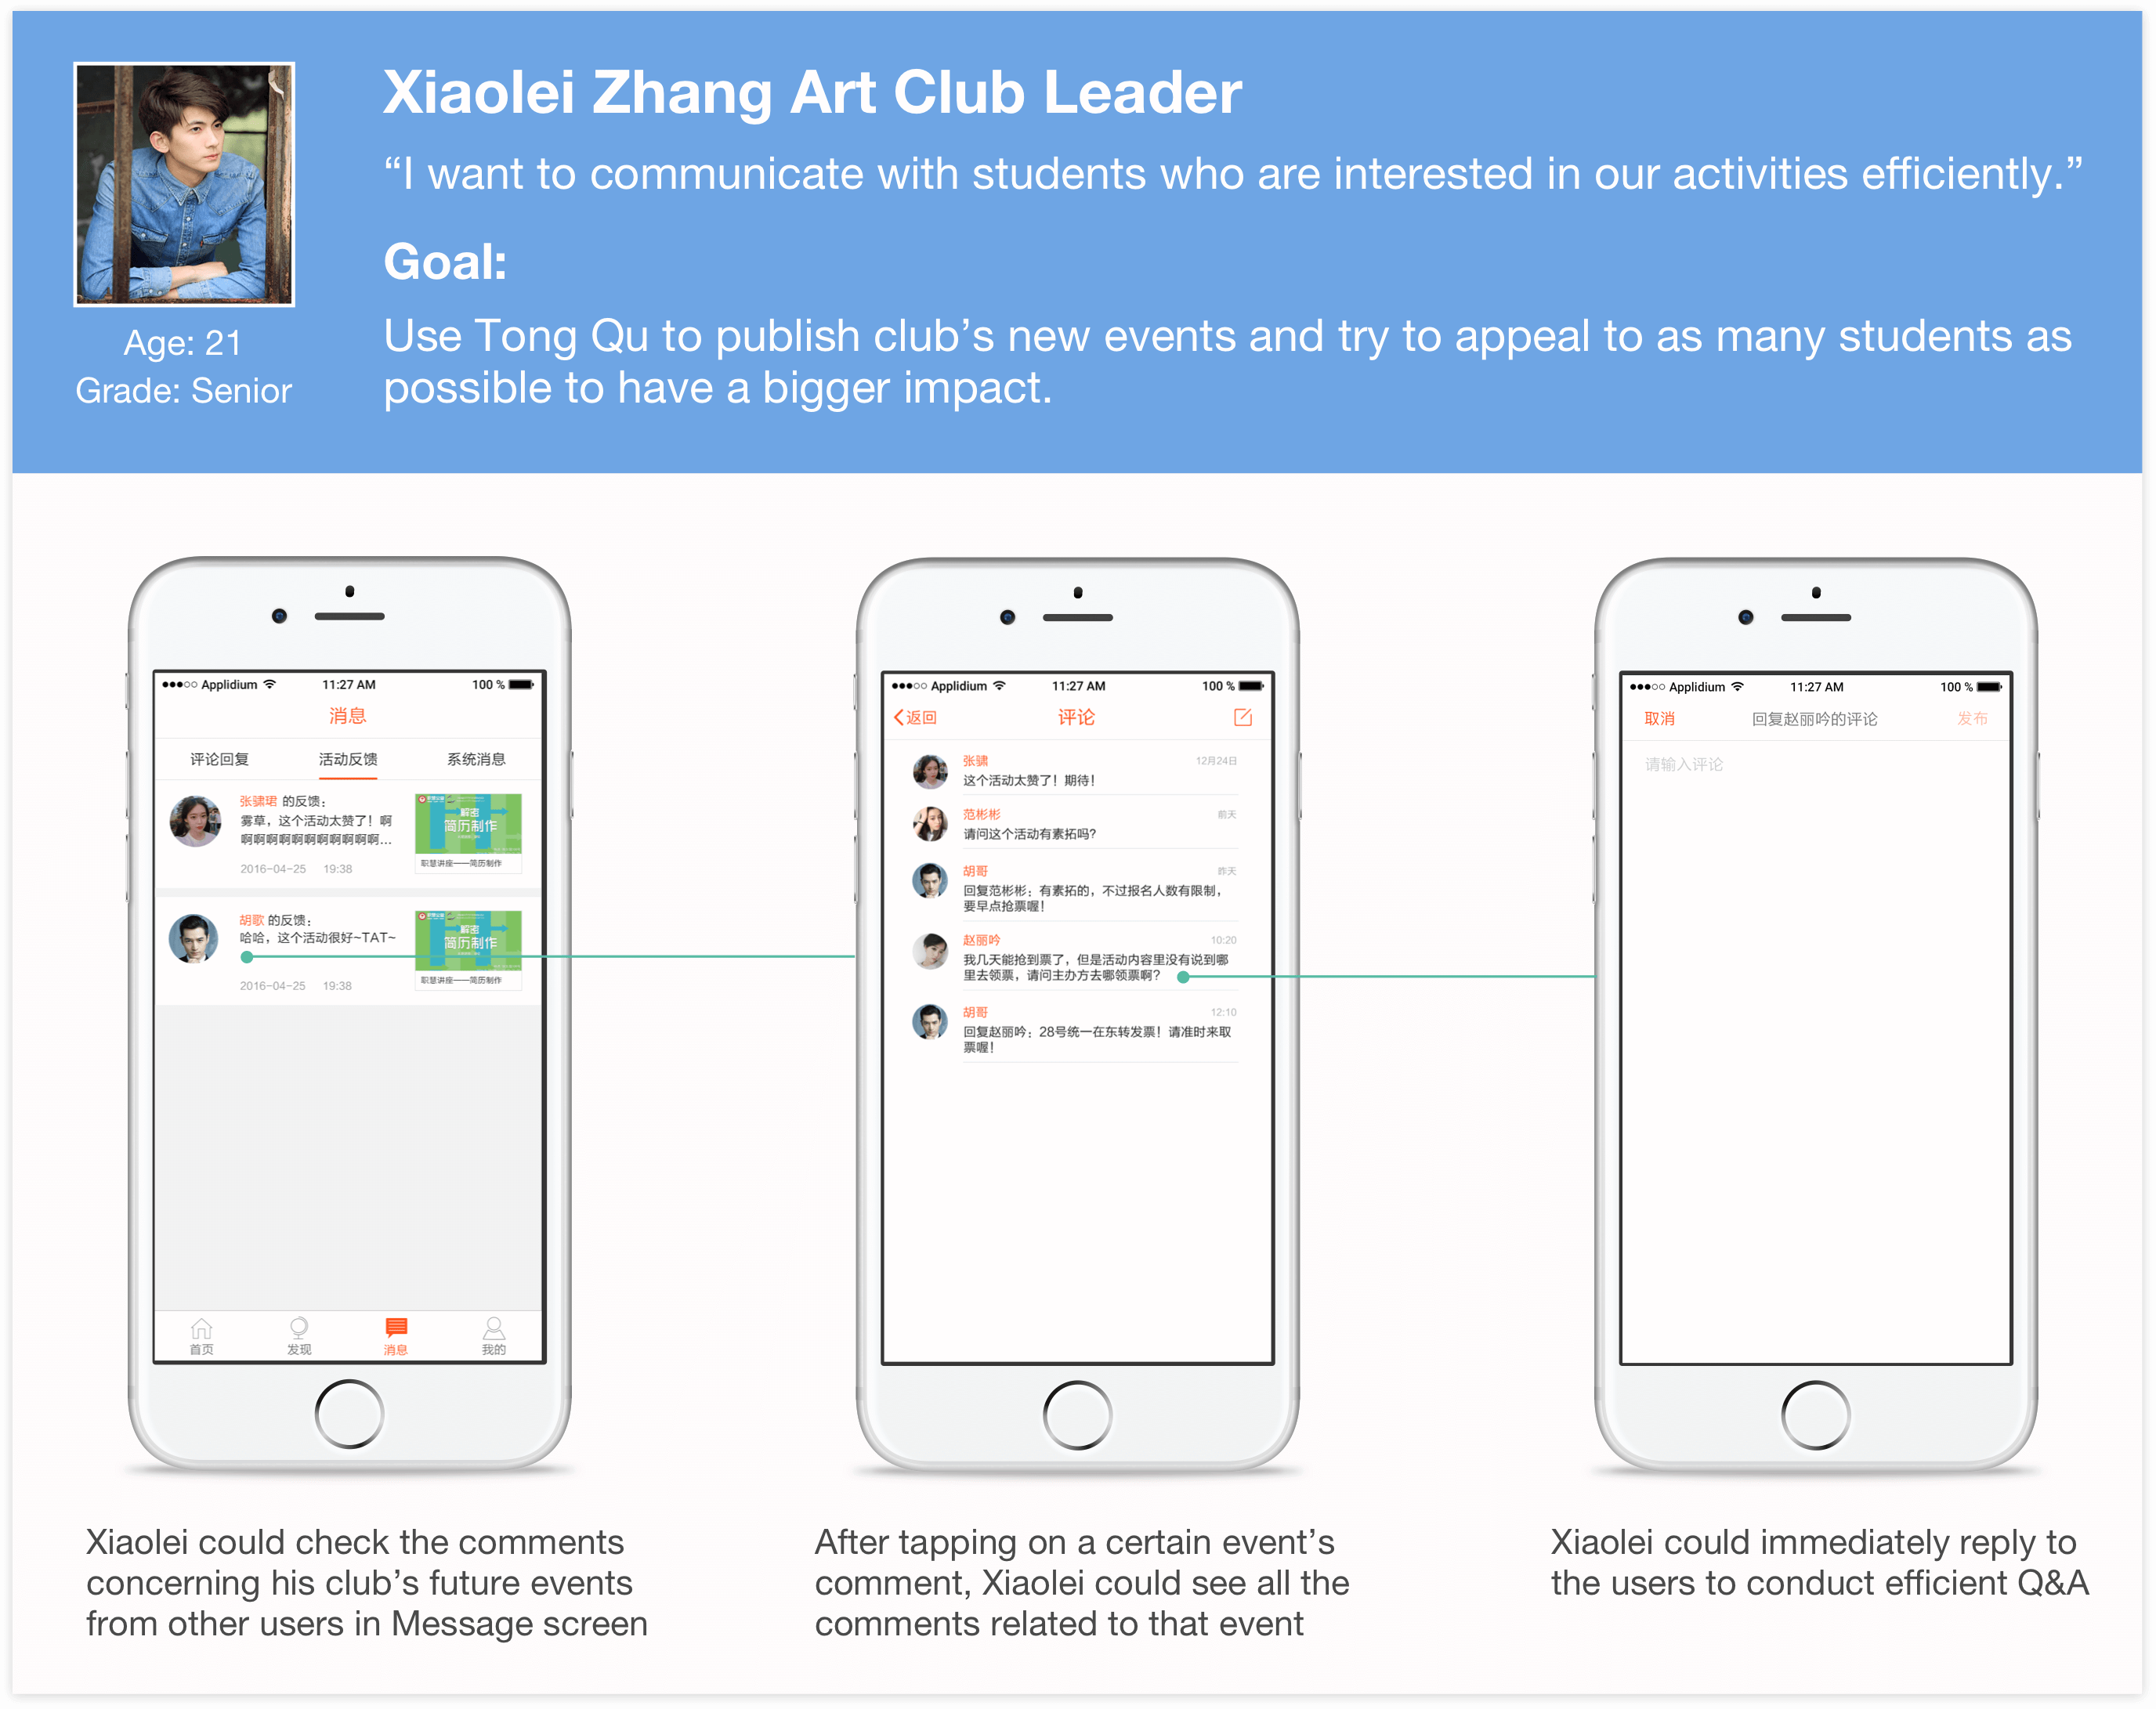 Xiaolei Zhang Art Club Leader
“I want to communicate with students who are interested in our activities efficiently.”
Goal:
Use Tong Qu to publish club’s new events and try to appeal to as many students as
possible to have a bigger impact.
Age: 21
Grade: Senior
Applidium 11:27 AM 100 %
消息
评论回复 活动反馈 系统消息
张骕珺 的反馈：
雾草，这个活动太赞了！啊
啊啊啊啊啊啊啊啊啊啊啊...
2016-04-25 19:38
解密
简历制作
职慧讲座——简历制作
胡歌 的反馈：
哈哈，这个活动很好~TAT~
2016-04-25 19:38
解密
简历制作
职慧讲座——简历制作
首页 发现 消息 我的
Applidium 11:27 AM 100 %
返回 评论
张骕 12月24日
这个活动太赞了！期待！
范彬彬 前天
请问这个活动有素拓吗?
胡哥 昨天
回复范彬彬：有素拓的，不过报名人数有限制，
要早点抢票喔！
赵丽吟 10:20
我几天能抢到票了，但是活动内容里没有说到哪
里去领票，请问主办方去哪领票啊？
胡哥 12:10
回复赵丽吟：28号统一在东转发票！请准时来取
票喔！
Applidium 11:27 AM 100 %
取消 回复赵丽吟的评论 发布
请输入评论
Xiaolei could check the comments
concerning his club’s future events
from other users in Message screen
After tapping on a certain event’s
comment, Xiaolei could see all the
comments related to that event
Xiaolei could immediately reply to
the users to conduct efficient Q&A